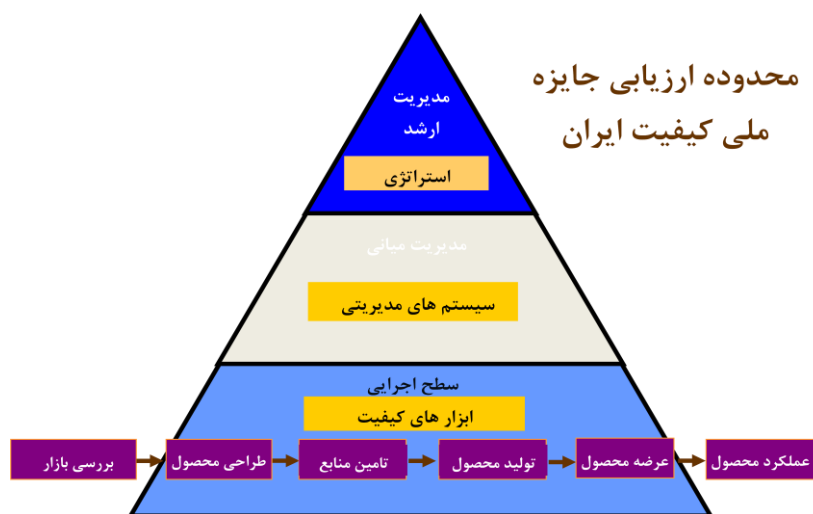 محدوده ارزیابی جایزه
ملی کیفیت ایران
مدیریت
ارشد
استراتژی
مدیریت میانی
سیستم های مدیریتی
سطح اجرایی
ابزار های کیفیت
بررسی بازار
طراحی محصول
تامین منابع
تولید محصول
عرضه محصول
عملکرد محصول